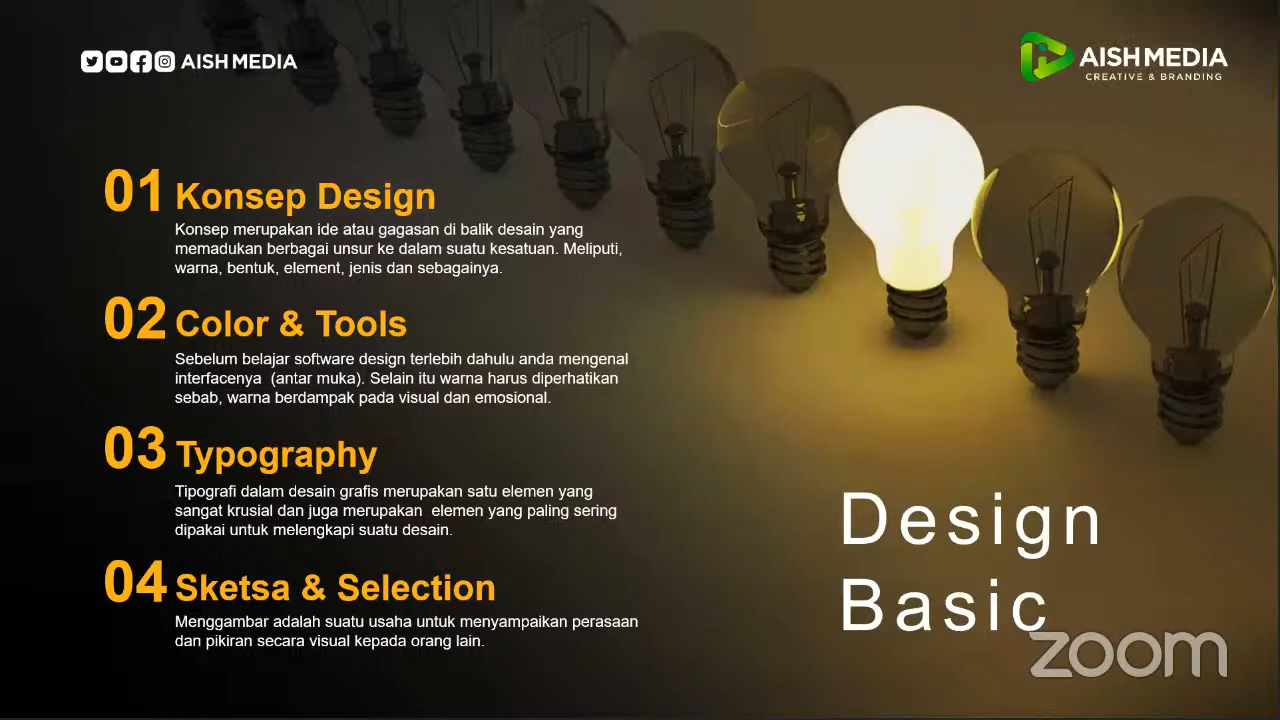 AISH MEDIA
AISH MEDIA
CREATIVE & BRANDING
01 Konsep Design
Konsep merupakan ide atau gagasan di balik desain yang
memadukan berbagai unsur ke dalam suatu kesatuan. Meliputi,
warna, bentuk, element, jenis dan sebagainya.
02 Color & Tools
Sebelum belajar software design terlebih dahulu anda mengenal
interfacenya (antar muka). Selain itu warna harus diperhatikan
sebab, warna berdampak pada visual dan emosional.
03 Typography
Tipografi dalam desain grafis merupakan satu elemen yang
sangat krusial dan juga merupakan elemen yang paling sering
dipakai untuk melengkapi suatu desain.
04 Sketsa & Selection
Menggambar adalah suatu usaha untuk menyampaikan perasaan
dan pikiran secara visual kepada orang lain.
Design
Basic
zoom